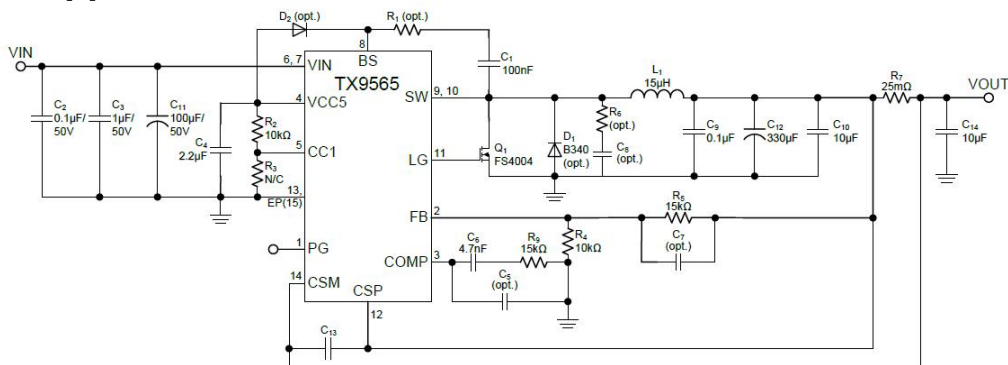 D2 (opt.)
R1 (opt.)
8
BS
C1
100nF
VIN
6, 7
VIN
TX9565
SW
9, 10
L1
15µH
R7
25mΩ
VOUT
C2
0.1µF/
50V
C3
1µF/
50V
C11
100µF/
50V
4
VCC5
R2
10kΩ
C4
2.2µF
5
CC1
R3
N/C
13,
EP(15)
LG
11
Q1
FS4004
D1
B340
(opt.)
R6
(opt.)
C8
(opt.)
C9
0.1µF
C12
330µF
C10
10µF
C14
10µF
FB
2
R5
15kΩ
C7
(opt.)
1
PG
COMP
3
C6
4.7nF
R9
15kΩ
R4
10kΩ
C5
(opt.)
14
CSM
CSP
12
C13